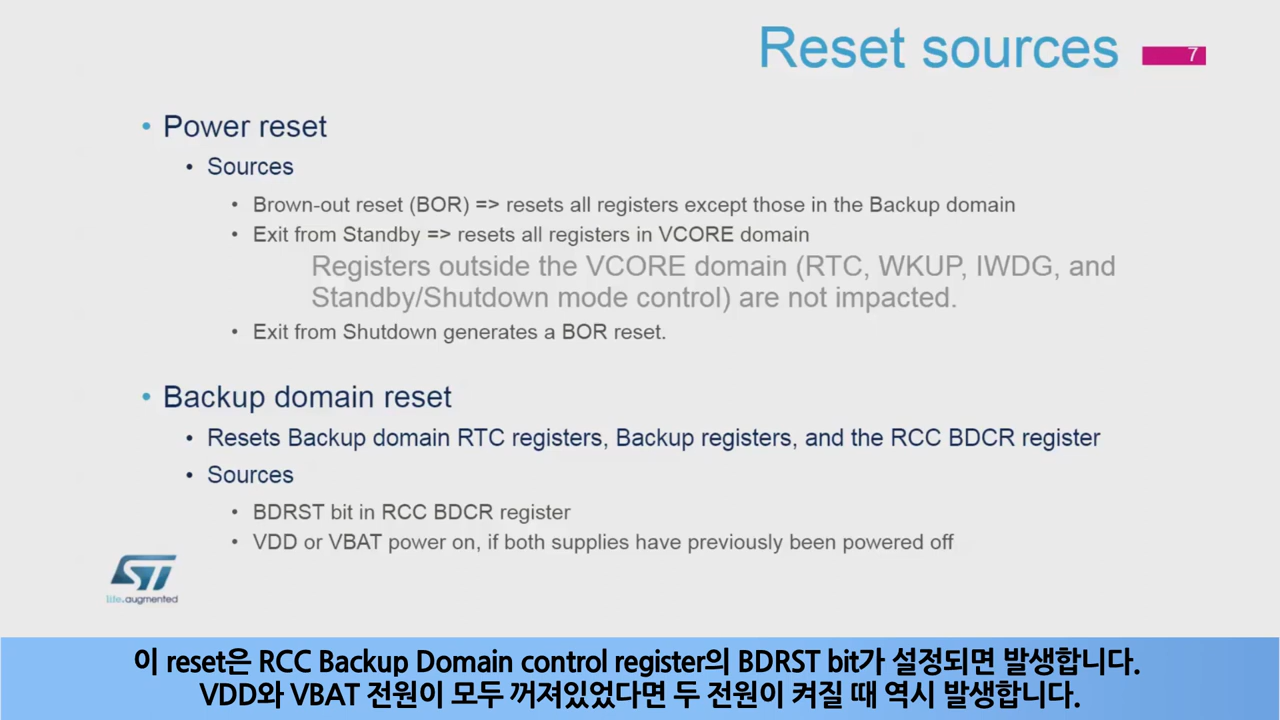 Reset sources
7
• Power reset
• Sources
• Brown-out reset (BOR) => resets all registers except those in the Backup domain
• Exit from Standby => resets all registers in VCORE domain
Registers outside the VCORE domain (RTC, WKUP, IWDG, and
Standby/Shutdown mode control) are not impacted.
• Exit from Shutdown generates a BOR reset.
• Backup domain reset
• Resets Backup domain RTC registers, Backup registers, and the RCC BDCR register
• Sources
• BDRST bit in RCC BDCR register
• VDD or VBAT power on, if both supplies have previously been powered off
ST
life.augmented
이 reset은 RCC Backup Domain control register의 BDRST bit가 설정되면 발생합니다.
VDD와 VBAT 전원이 모두 꺼져있었다면 두 전원이 켜질 때 역시 발생합니다.